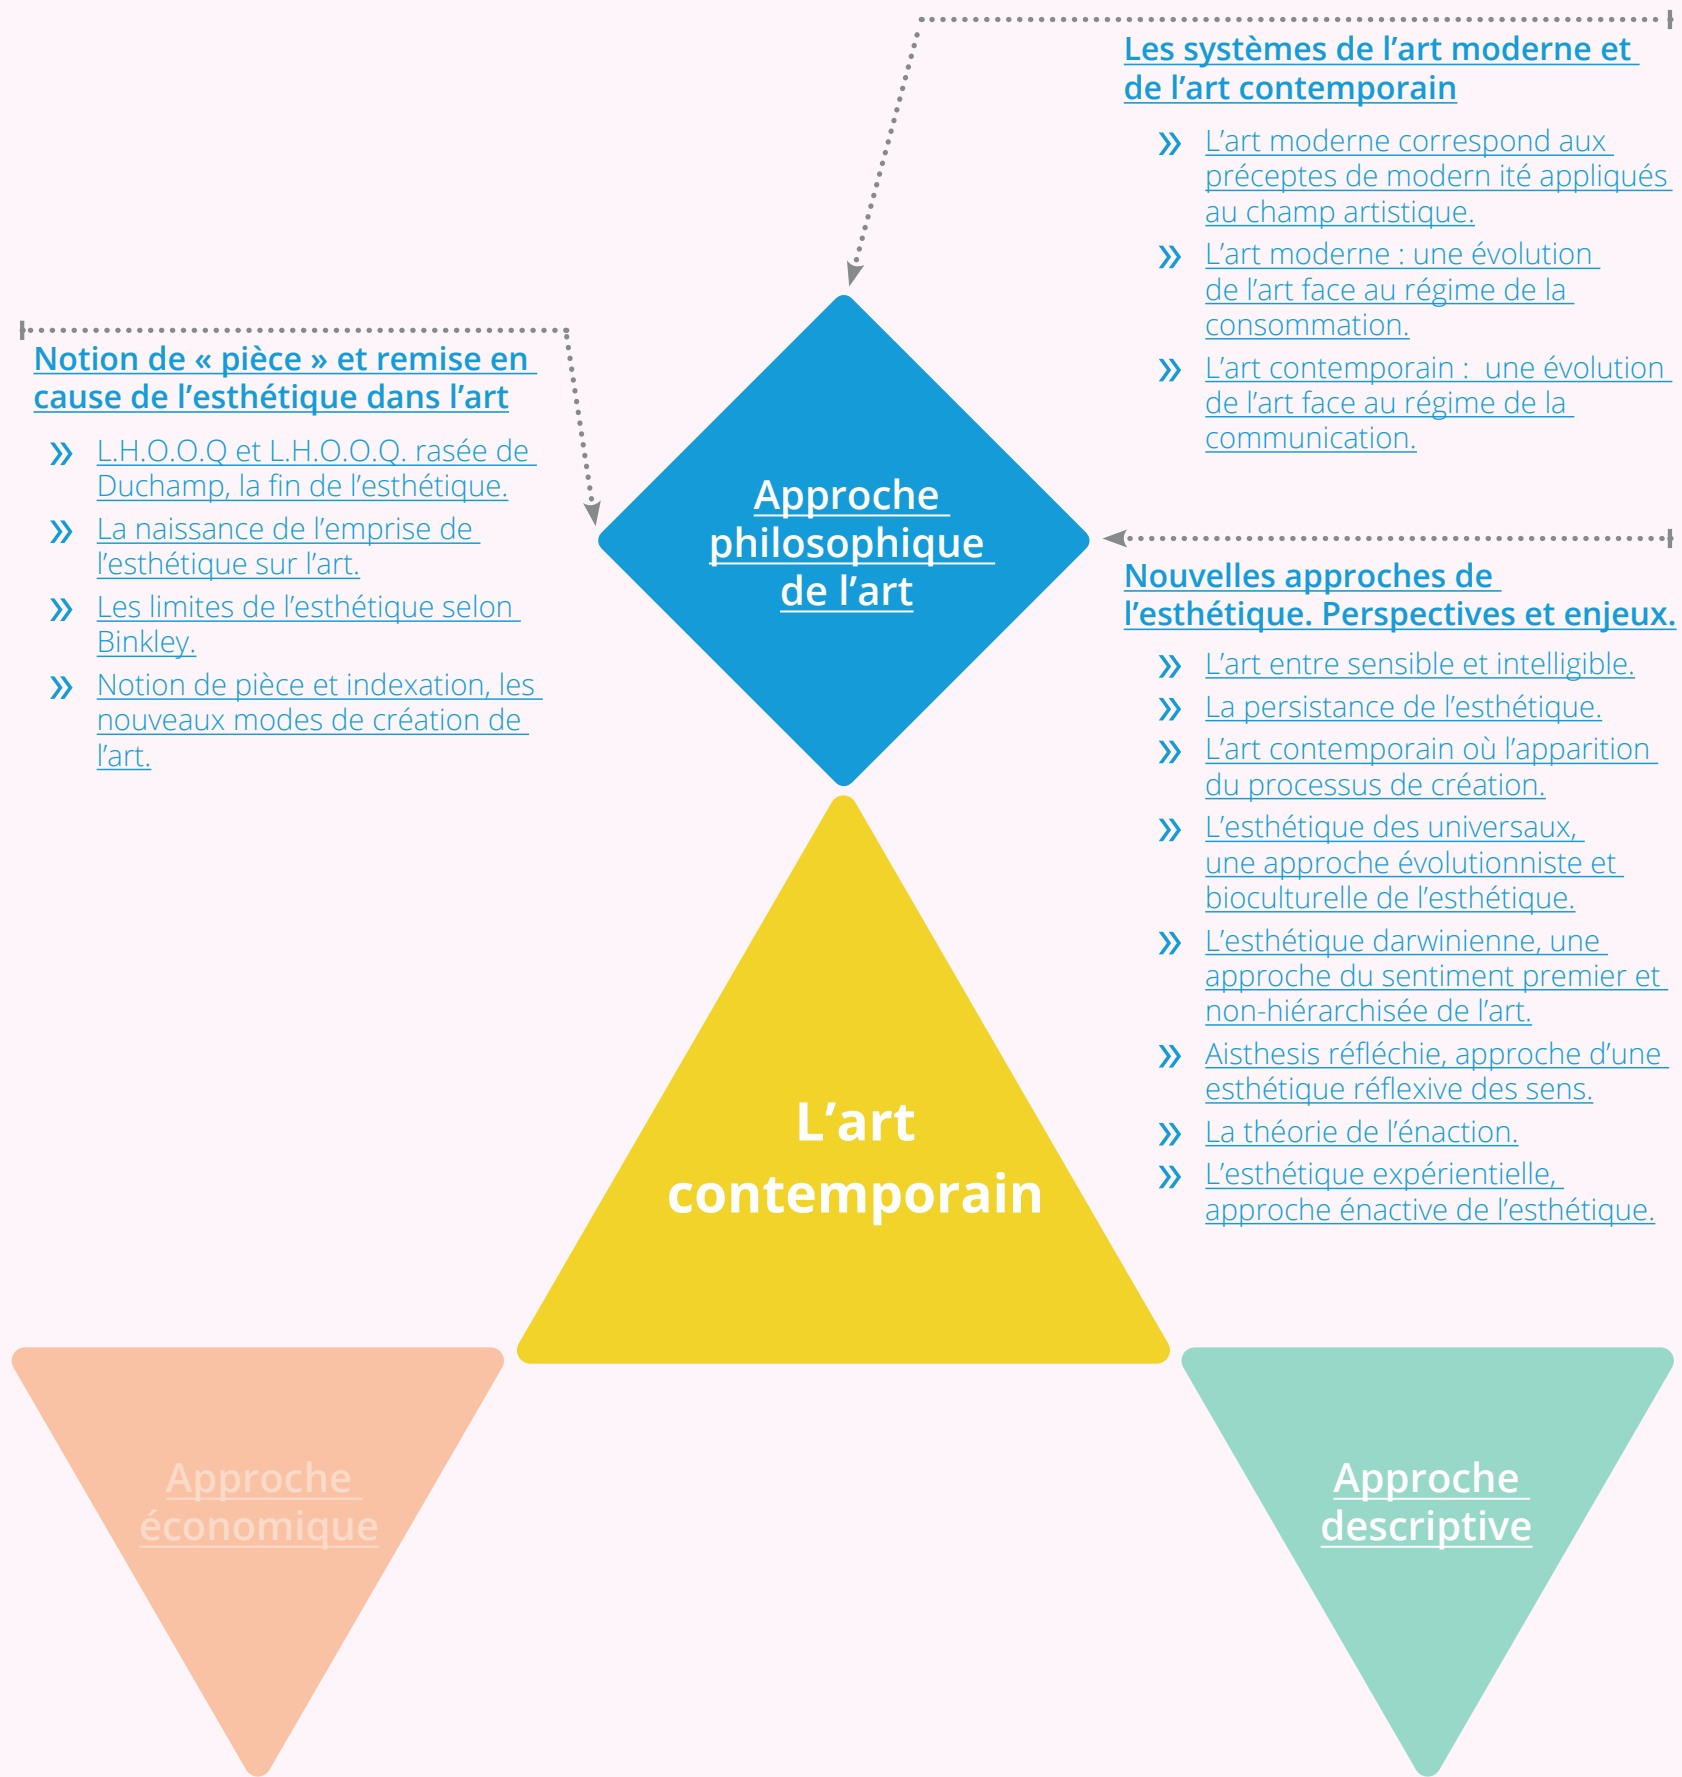 Les systèmes de l’art moderne et
de l’art contemporain
L’art moderne correspond aux
préceptes de modern ité appliqués
au champ artistique.
L’art moderne : une évolution
de l’art face au régime de la
consommation.
L’art contemporain :  une évolution
de l’art face au régime de la
communication.
Notion de « pièce » et remise en
cause de l’esthétique dans l’art
L.H.O.O.Q et L.H.O.O.Q. rasée de
Duchamp, la fin de l’esthétique.
La naissance de l’emprise de
l’esthétique sur l’art.
Les limites de l’esthétique selon
Binkley.
Notion de pièce et indexation, les
nouveaux modes de création de
l’art.
Approche
philosophique
de l’art
Nouvelles approches de
l’esthétique. Perspectives et enjeux.
L’art entre sensible et intelligible.
La persistance de l’esthétique.
L’art contemporain où l’apparition
du processus de création.
L’esthétique des universaux,
une approche évolutionniste et
bioculturelle de l’esthétique.
L’esthétique darwinienne, une
approche du sentiment premier et
non-hiérarchisée de l’art.
Aisthesis réfléchie, approche d’une
esthétique réflexive des sens.
La théorie de l’énaction.
L’esthétique expérientielle,
approche énactive de l’esthétique.
L’art
contemporain
Approche
économique
Approche
descriptive